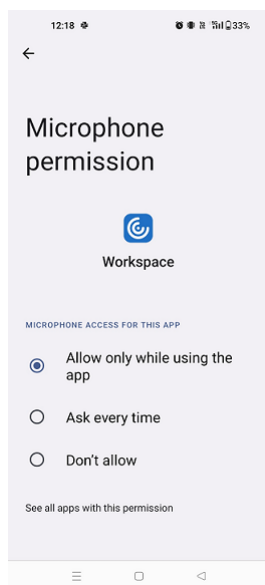 12:18
33%
Microphone
permission
Workspace
MICROPHONE ACCESS FOR THIS APP
Allow only while using the
app
Ask every time
Don't allow
See all apps with this permission